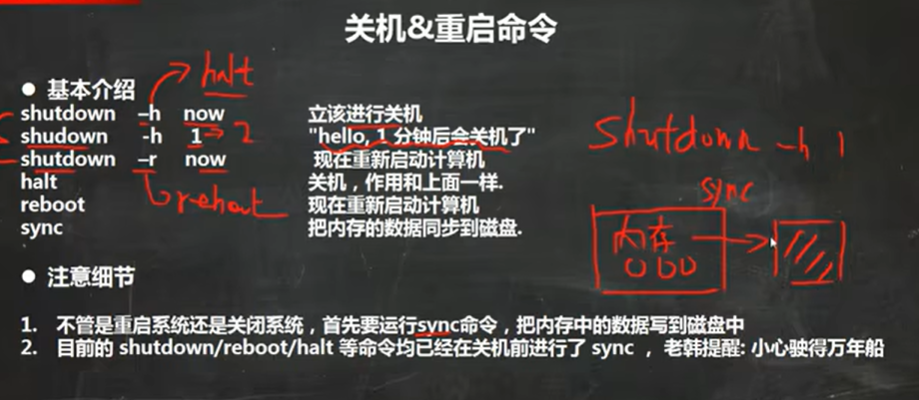 关机&重启命令
● 基本介绍
halt
shutdown –h now 立该进行关机
shudown -h 1 2 "hello, 1 分钟后会关机了"
shutdown –r now 现在重新启动计算机
halt 关机，作用和上面一样.
reboot 现在重新启动计算机
reboot
sync 把内存的数据同步到磁盘.
shutdown -h 1
sync
内存
● 注意细节
1. 不管是重启系统还是关闭系统，首先要运行sync命令，把内存中的数据写到磁盘中
2. 目前的 shutdown/reboot/halt 等命令均已经在关机前进行了 sync ， 老韩提醒: 小心驶得万年船